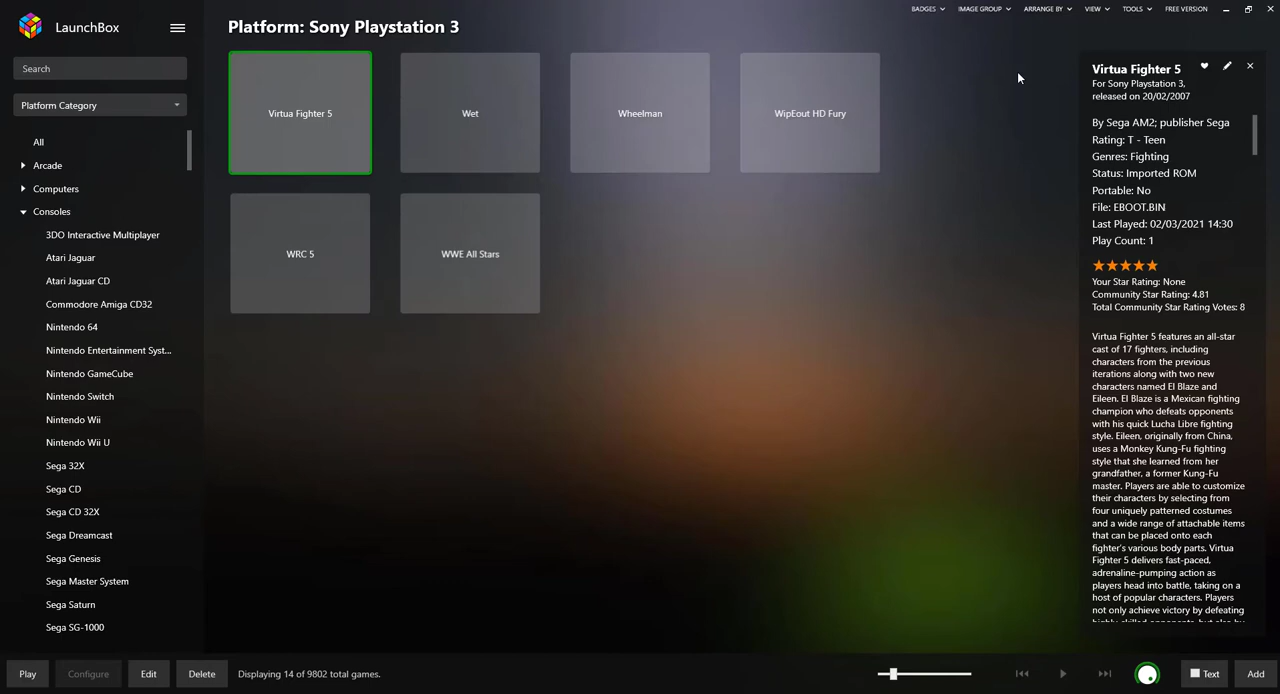 LaunchBox
Search
Platform Category
All
Arcade
Computers
Consoles
3DO Interactive Multiplayer
Atari Jaguar
Atari Jaguar CD
Commodore Amiga CD32
Nintendo 64
Nintendo Entertainment Syst...
Nintendo GameCube
Nintendo Switch
Nintendo Wii
Nintendo Wii U
Sega 32X
Sega CD
Sega CD 32X
Sega Dreamcast
Sega Genesis
Sega Master System
Sega Saturn
Sega SG-1000
BADGES
IMAGE GROUP
ARRANGE BY
VIEW
TOOLS
FREE VERSION
Platform: Sony Playstation 3
Virtua Fighter 5
Wet
Wheelman
WipEout HD Fury
WRC 5
WWE All Stars
Virtua Fighter 5
For Sony Playstation 3,
released on 20/02/2007
By Sega AM2; publisher Sega
Rating: T - Teen
Genres: Fighting
Status: Imported ROM
Portable: No
File: EBOOT.BIN
Last Played: 02/03/2021 14:30
Play Count: 1
Your Star Rating: None
Community Star Rating: 4.81
Total Community Star Rating Votes: 8
Virtua Fighter 5 features an all-star
cast of 17 fighters, including
characters from the previous
iterations along with two new
characters named El Blaze and
Eileen. El Blaze is a Mexican fighting
champion who defeats opponents
with his quick Lucha Libre fighting
style. Eileen, originally from China,
uses a Monkey Kung-Fu fighting
style that she learned from her
grandfather, a former Kung-Fu
master. Players are able to customize
their characters by selecting from
four uniquely patterned costumes
and a wide range of attachable items
that can be placed onto each
fighter's various body parts. Virtua
Fighter 5 delivers fast-paced,
adrenaline-pumping action as
players head into battle, taking on a
host of popular characters. Players
not only achieve victory by defeating
highly skilled opponents, but also by
Play
Configure
Edit
Delete
Displaying 14 of 9802 total games.
Text
Add